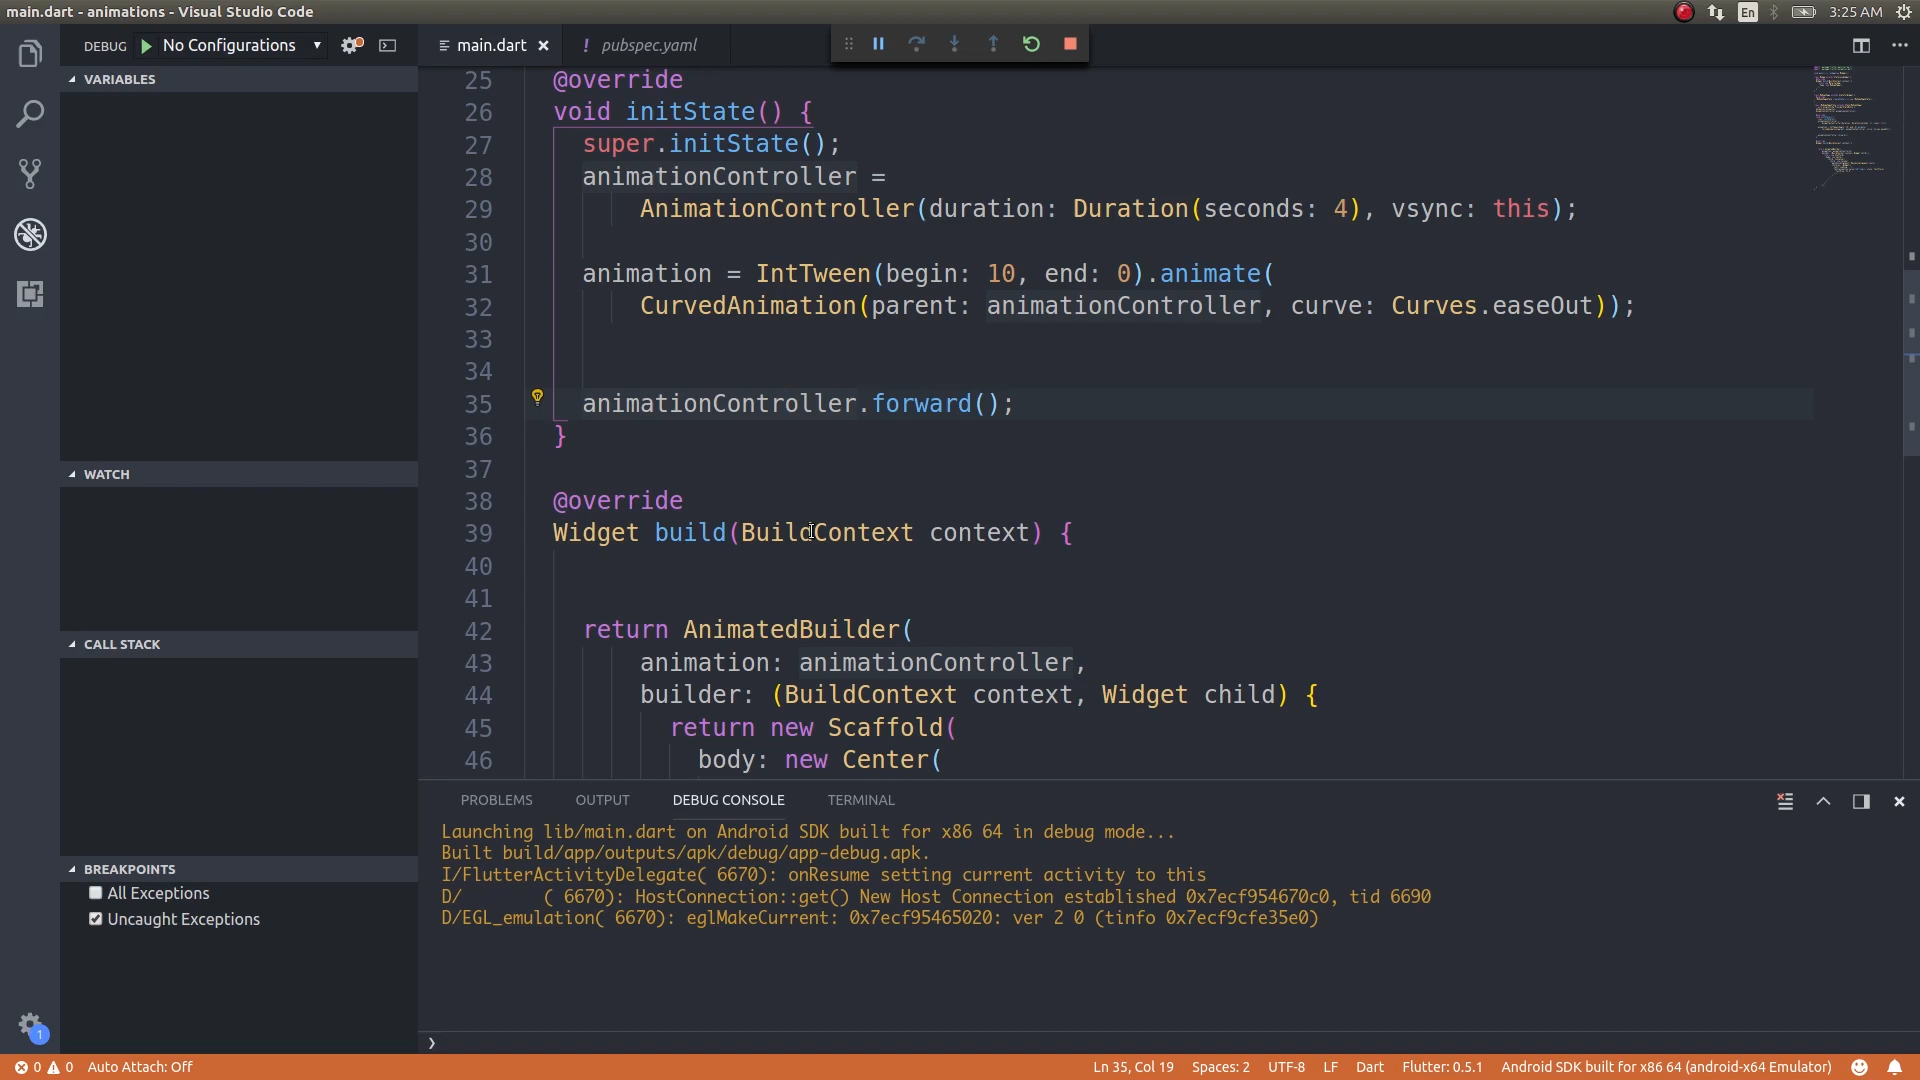 main.dart - animations - Visual Studio Code
En
3:25 AM
DEBUG
No Configurations
main.dart
! pubspec.yaml
VARIABLES
WATCH
CALL STACK
BREAKPOINTS
All Exceptions
Uncaught Exceptions
25 @override
26 void initState() {
27 super.initState();
28 animationController =
29 AnimationController(duration: Duration(seconds: 4), vsync: this);
30
31 animation = IntTween(begin: 10, end: 0).animate(
32 CurvedAnimation(parent: animationController, curve: Curves.easeOut));
33
34
35 animationController.forward();
36 }
37
38 @override
39 Widget build(BuildContext context) {
40
41
42 return AnimatedBuilder(
43 animation: animationController,
44 builder: (BuildContext context, Widget child) {
45 return new Scaffold(
46 body: new Center(
PROBLEMS OUTPUT DEBUG CONSOLE TERMINAL
Launching lib/main.dart on Android SDK built for x86 64 in debug mode...
Built build/app/outputs/apk/debug/app-debug.apk.
I/FlutterActivityDelegate( 6670): onResume setting current activity to this
D/ ( 6670): HostConnection::get() New Host Connection established 0x7ecf954670c0, tid 6690
D/EGL_emulation( 6670): eglMakeCurrent: 0x7ecf95465020: ver 2 0 (tinfo 0x7ecf9cfe35e0)
1
0 0 Auto Attach: Off
Ln 35, Col 19 Spaces: 2 UTF-8 LF Dart Flutter: 0.5.1 Android SDK built for x86 64 (android-x64 Emulator)